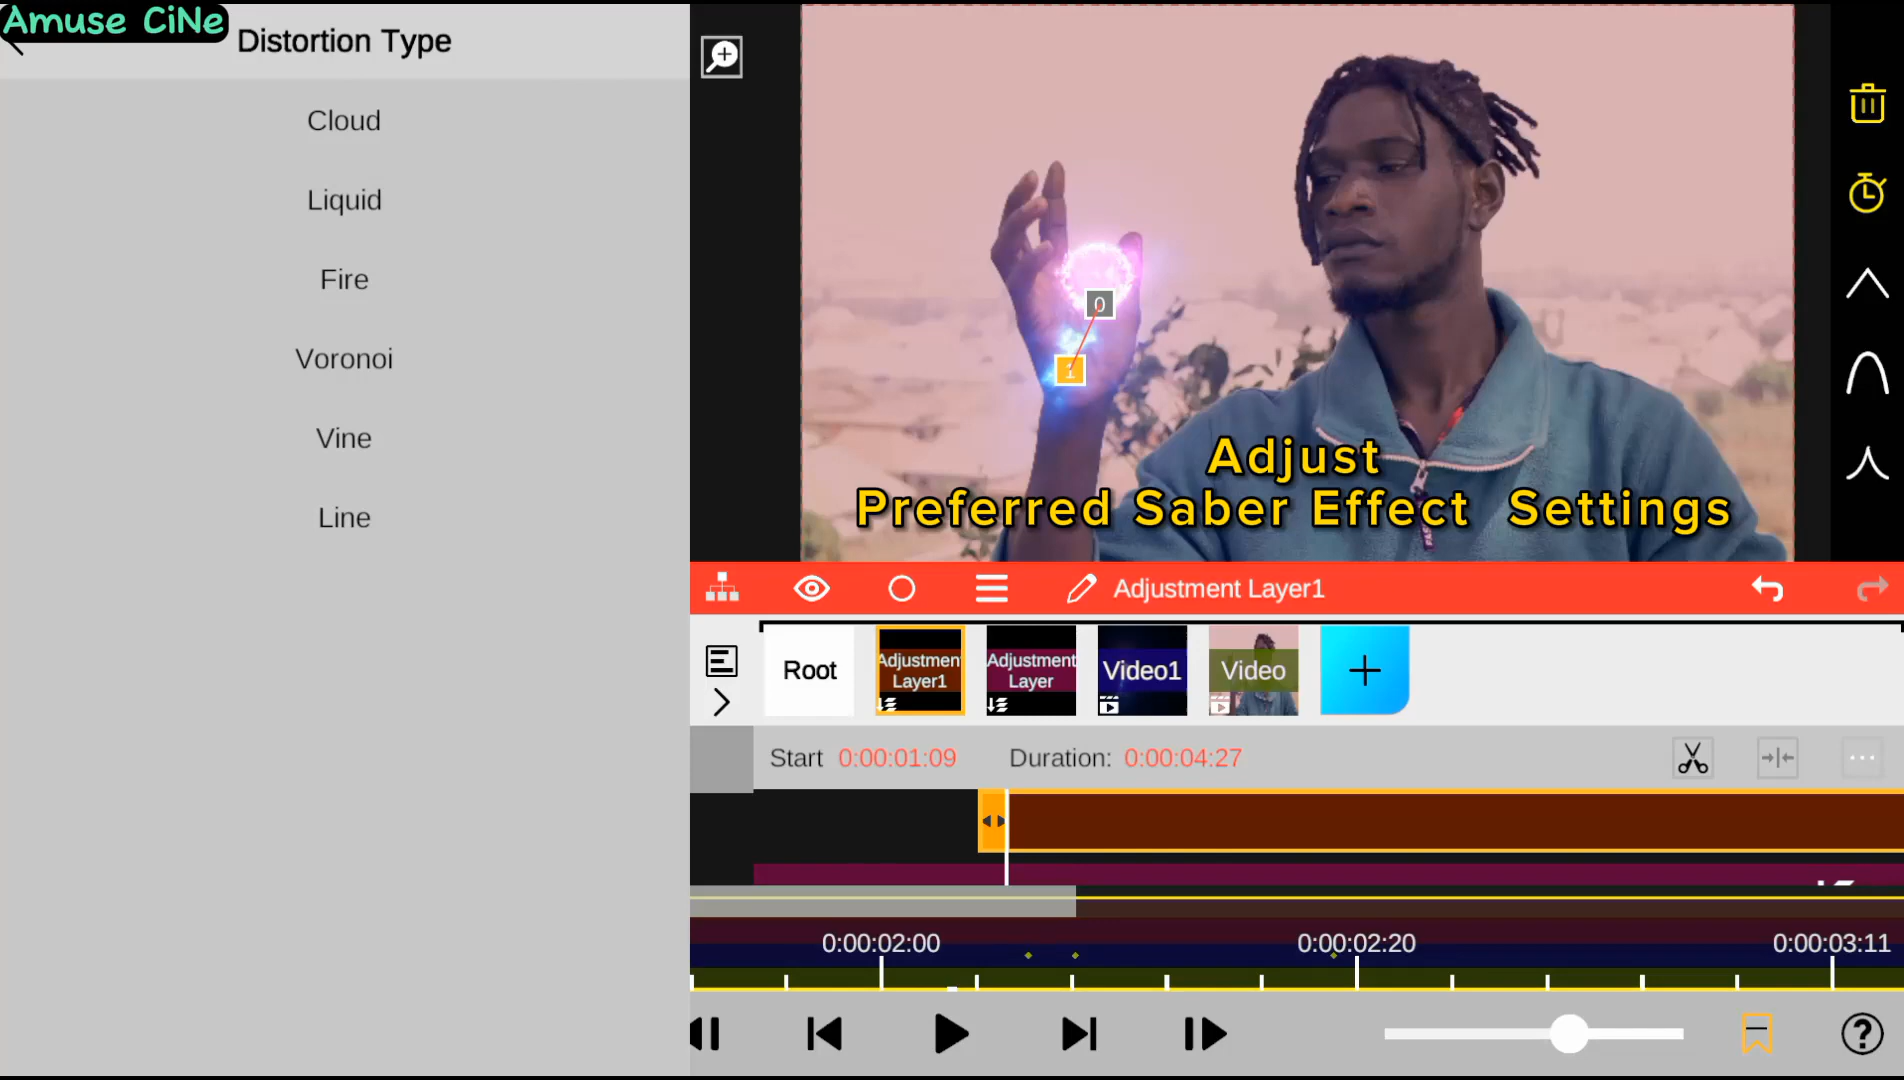 Amuse CiNe
Distortion Type
Cloud
Liquid
Fire
Voronoi
Vine
Line
0
1
Adjust
Preferred Saber Effect Settings
Adjustment Layer1
Root
Adjustmen
Layer1
Adjustment
Layer
Video1
Video
Start 0:00:01:09 Duration: 0:00:04:27
0:00:02:00 0:00:02:20 0:00:03:11